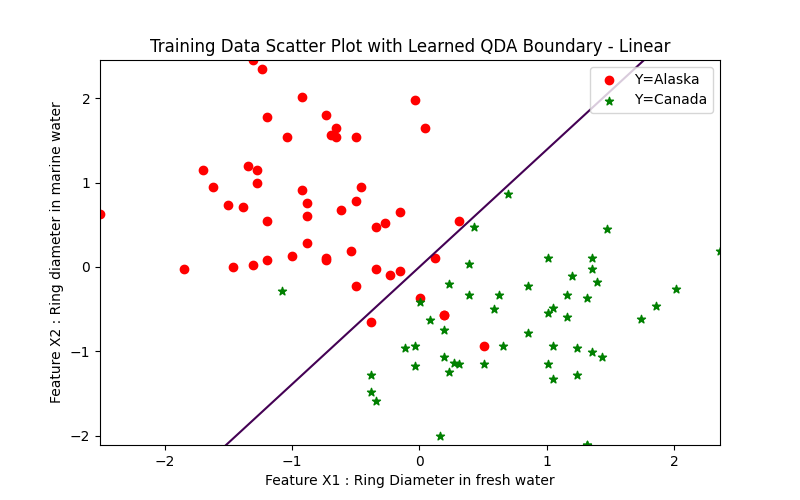 Training Data Scatter Plot with Learned QDA Boundary - Linear
Y=Alaska
Y=Canada
Feature X2 : Ring diameter in marine water
2
1
0
−1
−2
−2
−1
0
1
2
Feature X1 : Ring Diameter in fresh water